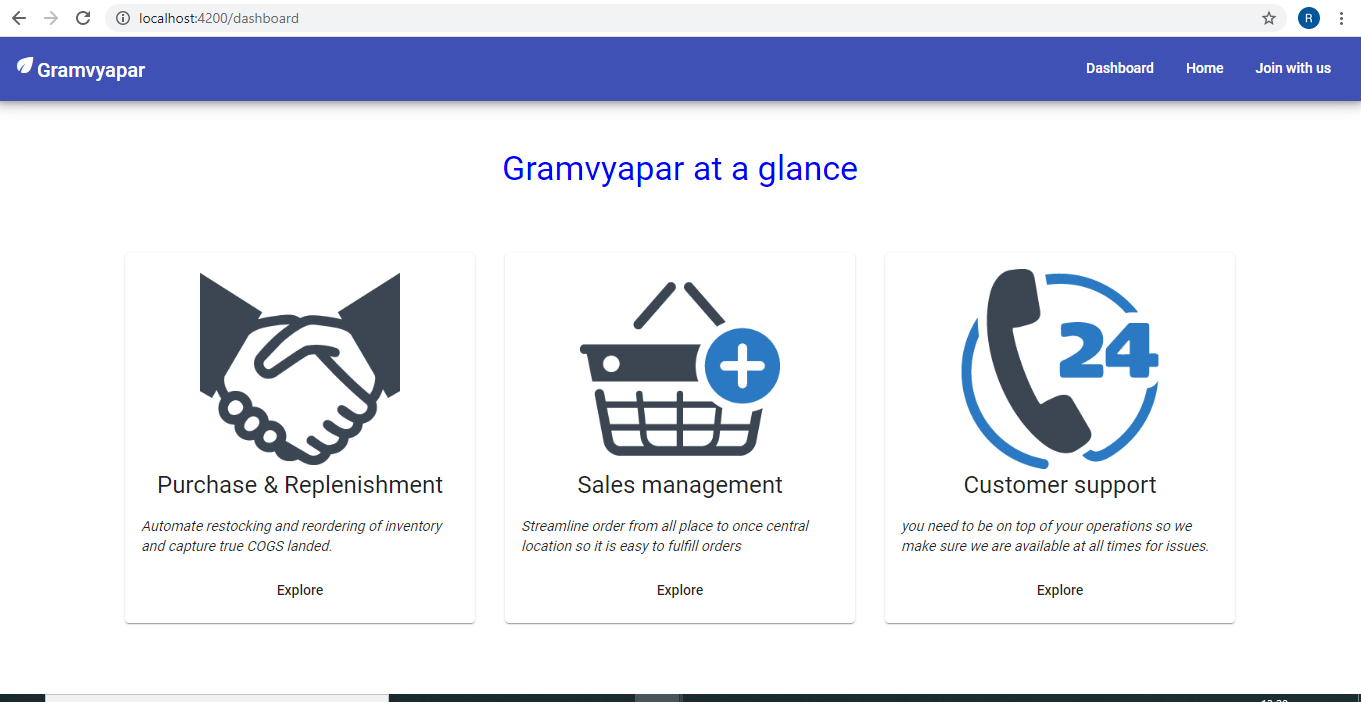 localhost:4200/dashboard
R
Gramvyapar
Dashboard Home Join with us
Gramvyapar at a glance
24
Purchase & Replenishment
Automate restocking and reordering of inventory
and capture true COGS landed.
Explore
Sales management
Streamline order from all place to once central
location so it is easy to fulfill orders
Explore
Customer support
you need to be on top of your operations so we
make sure we are available at all times for issues.
Explore